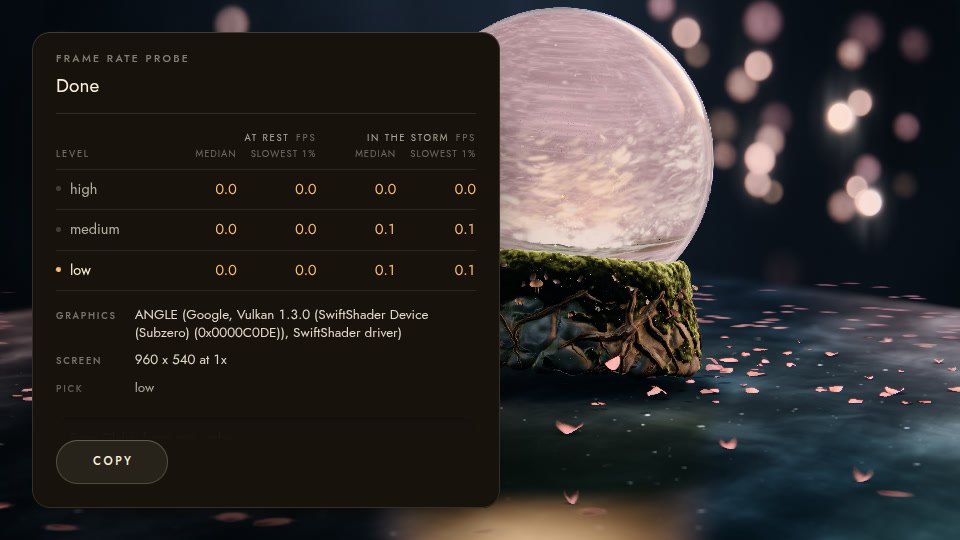 FRAME RATE PROBE
Done
AT REST FPS IN THE STORM FPS
LEVEL MEDIAN SLOWEST 1% MEDIAN SLOWEST 1%
high 0.0 0.0 0.0 0.0
medium 0.0 0.0 0.1 0.1
low 0.0 0.0 0.1 0.1
GRAPHICS ANGLE (Google, Vulkan 1.3.0 (SwiftShader Device
(Subzero) (0x0000C0DE)), SwiftShader driver)
SCREEN 960 x 540 at 1x
PICK low
COPY